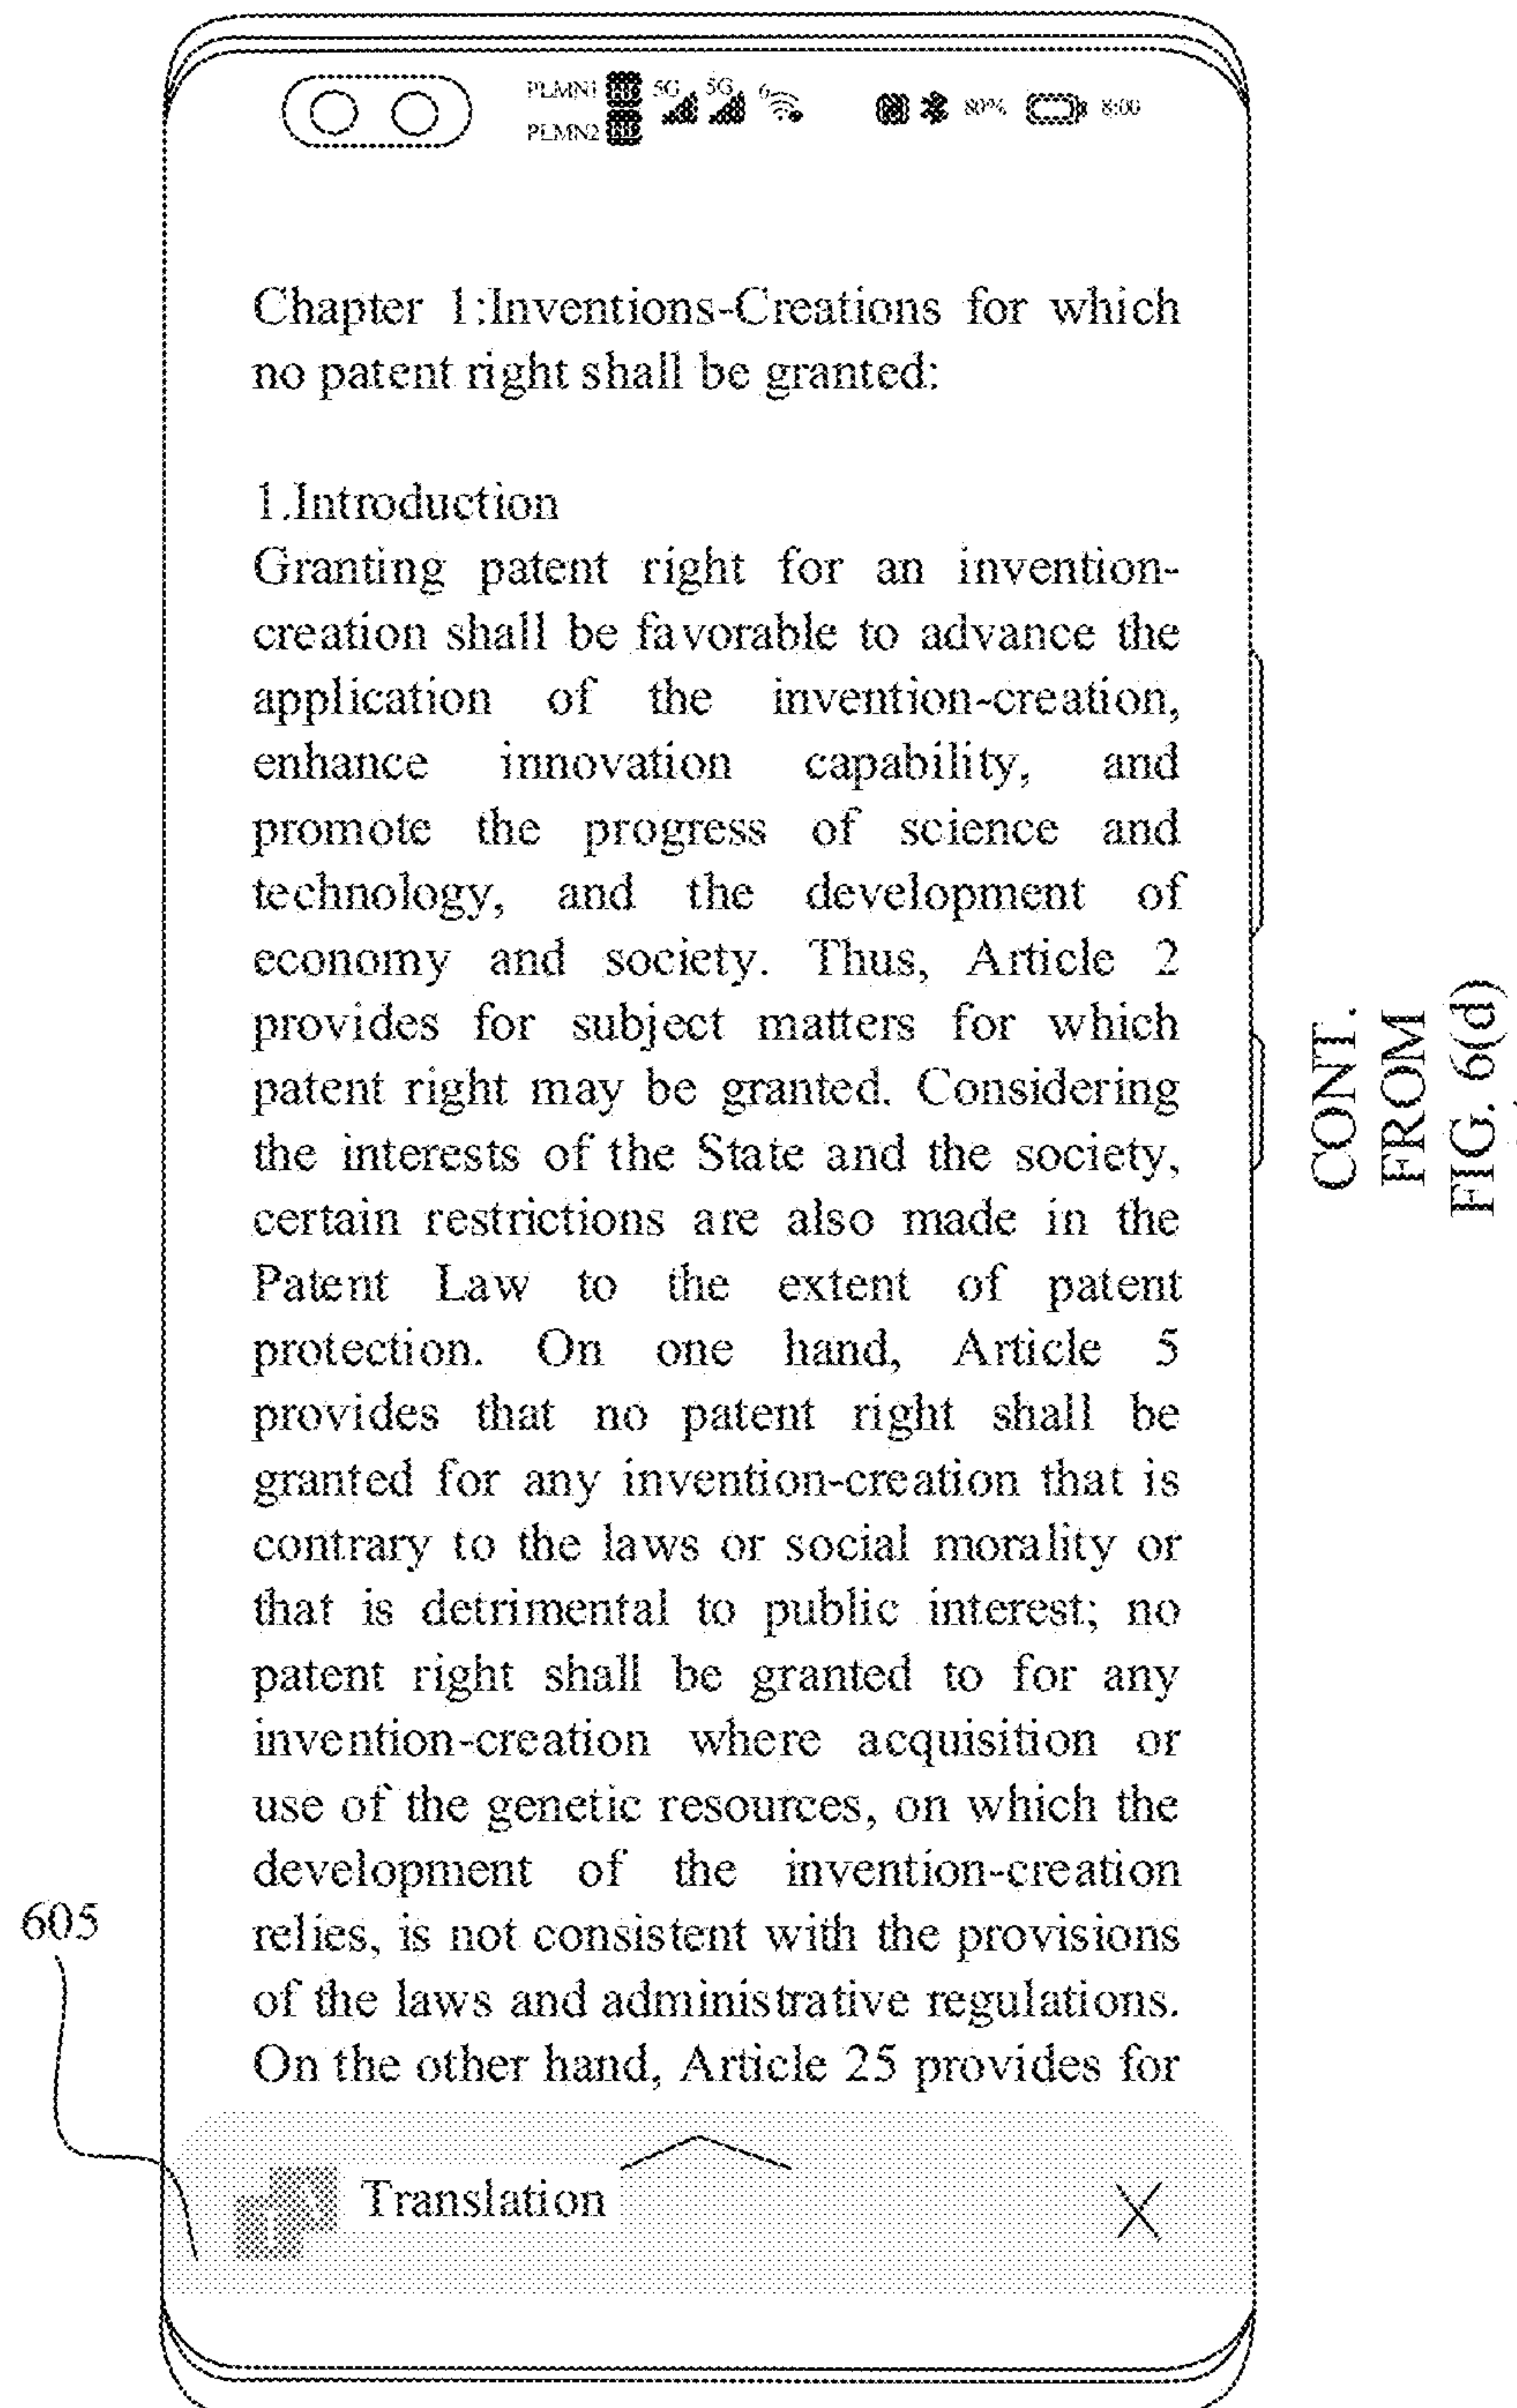 PLMN1 HD 5G 5G 6 80% 8:00
PLMN2 HD
Chapter 1:Inventions-Creations for which
no patent right shall be granted:
1.Introduction
Granting patent right for an invention-
creation shall be favorable to advance the
application of the invention-creation,
enhance innovation capability, and
promote the progress of science and
technology, and the development of
economy and society. Thus, Article 2
provides for subject matters for which
patent right may be granted. Considering
the interests of the State and the society,
certain restrictions are also made in the
Patent Law to the extent of patent
protection. On one hand, Article 5
provides that no patent right shall be
granted for any invention-creation that is
contrary to the laws or social morality or
that is detrimental to public interest; no
patent right shall be granted to for any
invention-creation where acquisition or
use of the genetic resources, on which the
development of the invention-creation
relies, is not consistent with the provisions
of the laws and administrative regulations.
On the other hand, Article 25 provides for
Translation
605
CONT.
FROM
FIG. 6(d)